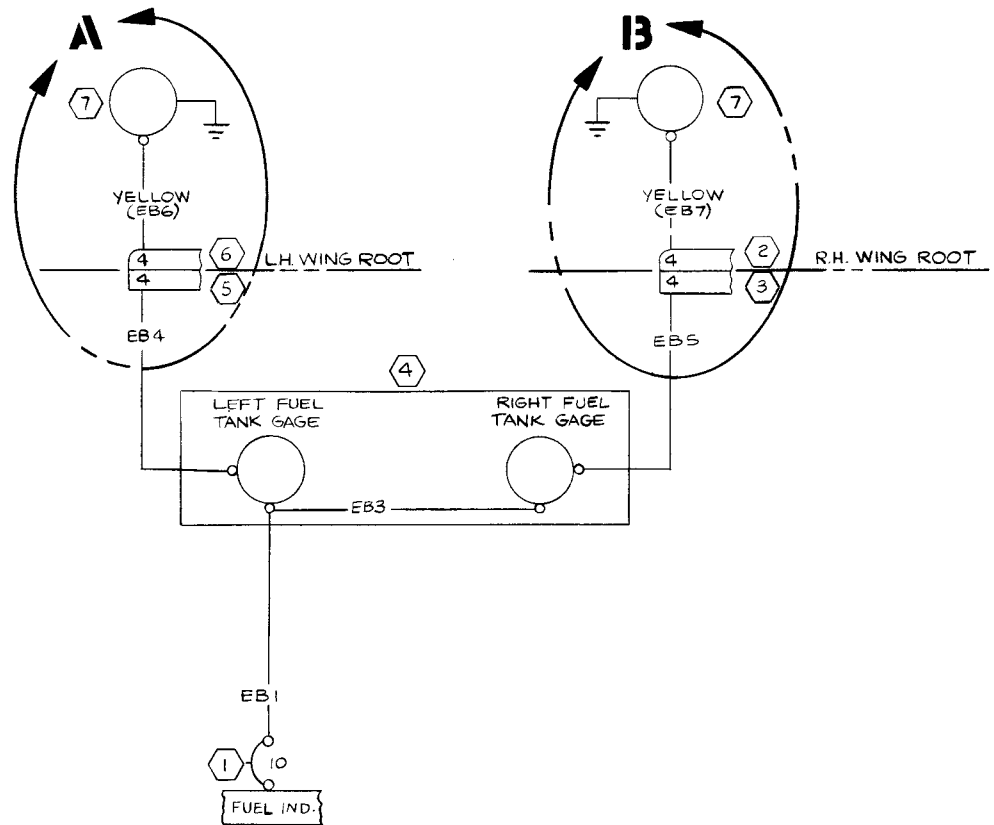 A
B
7
7
YELLOW
(EB6)
YELLOW
(EB7)
4
6
L.H. WING ROOT
4
5
4
2
R.H. WING ROOT
4
3
EB4
EB5
4
LEFT FUEL
TANK GAGE
RIGHT FUEL
TANK GAGE
EB3
EB1
1
10
FUEL IND.